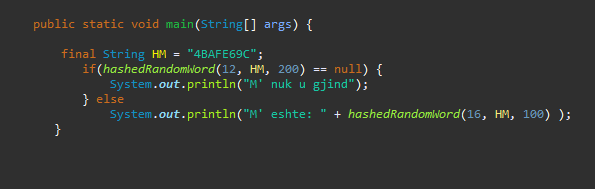 public static void main(String[] args) {
final String HM = "4BAFE69C";
if(hashedRandomWord(12, HM, 200) == null) {
System.out.println("M' nuk u gjind");
} else
System.out.println("M' eshte: " + hashedRandomWord(16, HM, 100) );
}